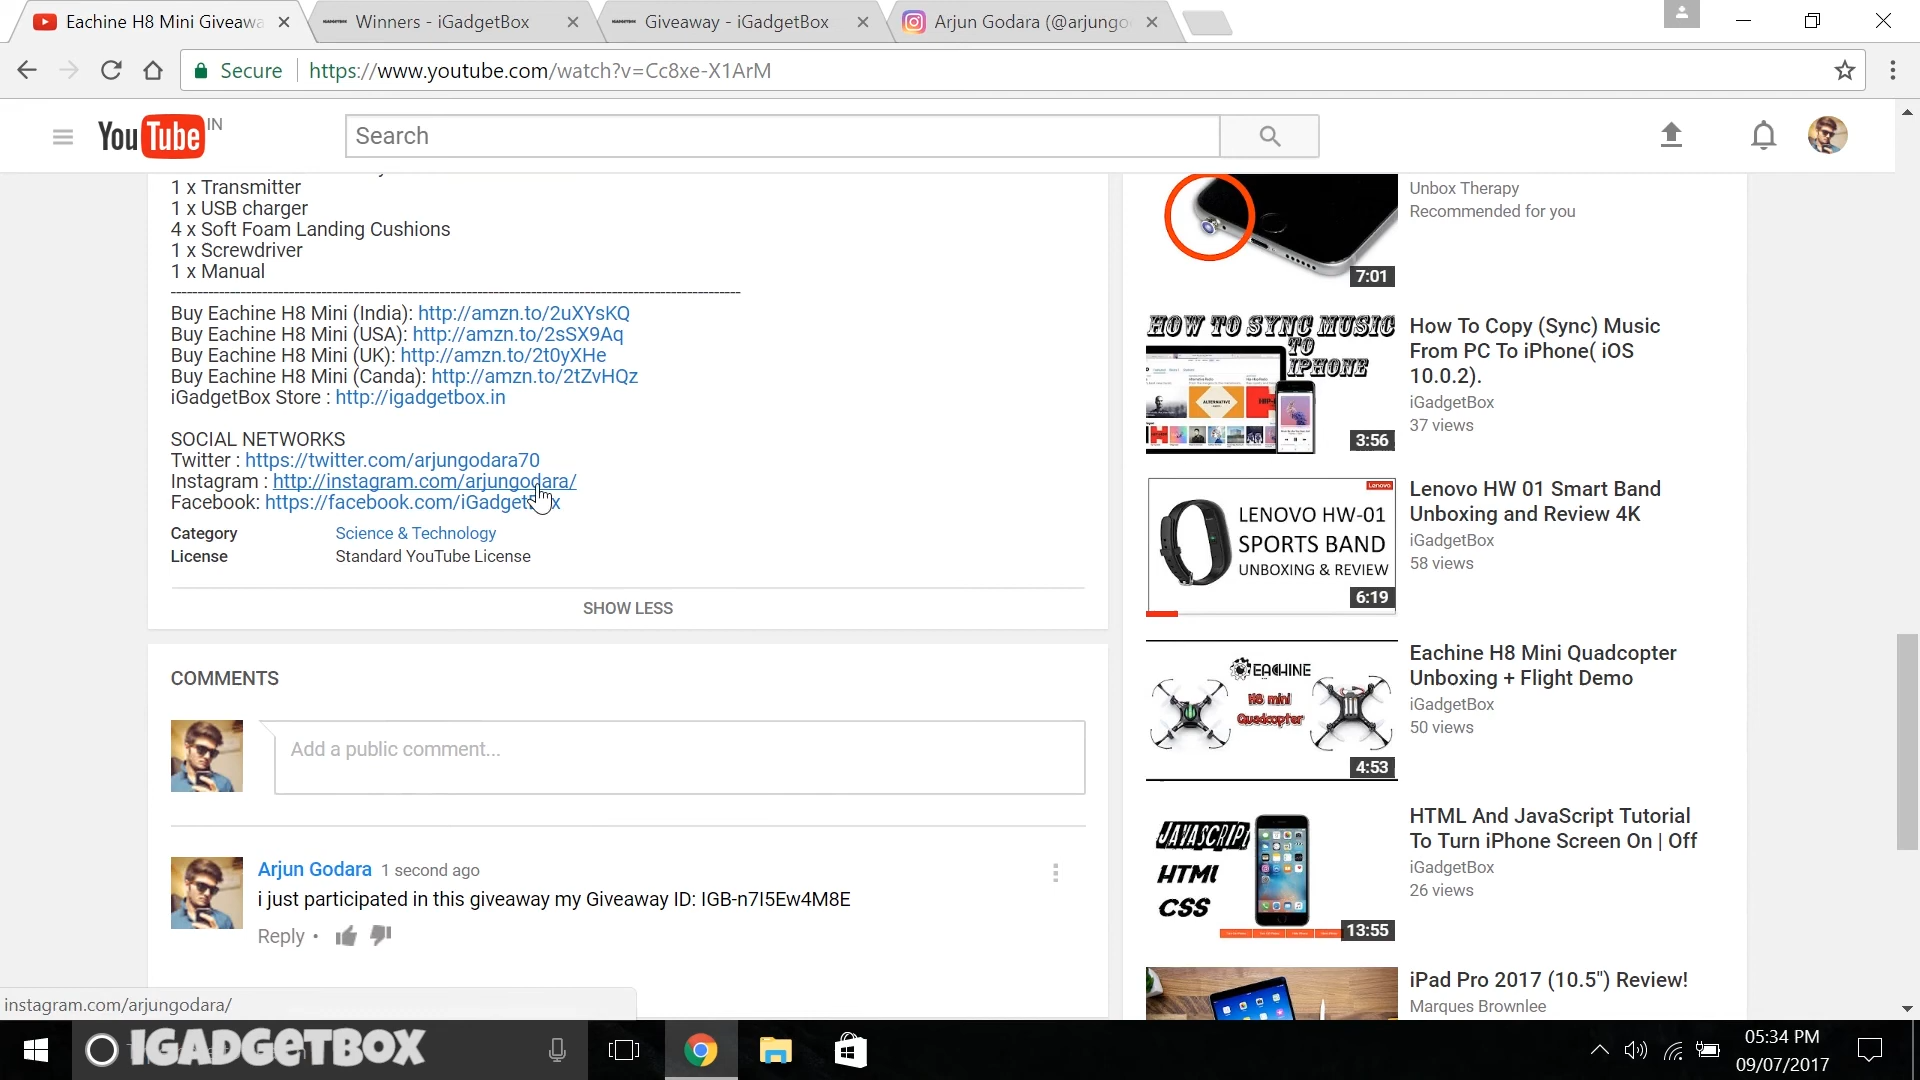 Eachine H8 Mini Giveaw
Winners - iGadgetBox
Giveaway - iGadgetBox
Arjun Godara (@arjungo
Secure
https://www.youtube.com/watch?v=Cc8xe-X1ArM
YouTube IN
Search
1 x Transmitter
1 x USB charger
4 x Soft Foam Landing Cushions
1 x Screwdriver
1 x Manual
Buy Eachine H8 Mini (India): http://amzn.to/2uXYsKQ
Buy Eachine H8 Mini (USA): http://amzn.to/2sSX9Aq
Buy Eachine H8 Mini (UK): http://amzn.to/2t0yXHe
Buy Eachine H8 Mini (Canda): http://amzn.to/2tZvHQz
iGadgetBox Store : http://igadgetbox.in
SOCIAL NETWORKS
Twitter : https://twitter.com/arjungodara70
Instagram : http://instagram.com/arjungodara/
Facebook: https://facebook.com/iGadget x
Category Science & Technology
License Standard YouTube License
SHOW LESS
COMMENTS
Add a public comment...
Arjun Godara 1 second ago
i just participated in this giveaway my Giveaway ID: IGB-n7I5Ew4M8E
Reply •
Unbox Therapy
Recommended for you
7:01
HOW TO SYNC MUSIC
TO
IPHONE
3:56
How To Copy (Sync) Music
From PC To iPhone( iOS
10.0.2).
iGadgetBox
37 views
Lenovo
LENOVO HW-01
SPORTS BAND
UNBOXING & REVIEW
6:19
Lenovo HW 01 Smart Band
Unboxing and Review 4K
iGadgetBox
58 views
EACHINE
H8 mini
Quadcopter
4:53
Eachine H8 Mini Quadcopter
Unboxing + Flight Demo
iGadgetBox
50 views
JAVASCRIPT
HTML
CSS
13:55
HTML And JavaScript Tutorial
To Turn iPhone Screen On | Off
iGadgetBox
26 views
iPad Pro 2017 (10.5") Review!
Marques Brownlee
instagram.com/arjungodara/
IGADGETBOX
05:34 PM
09/07/2017